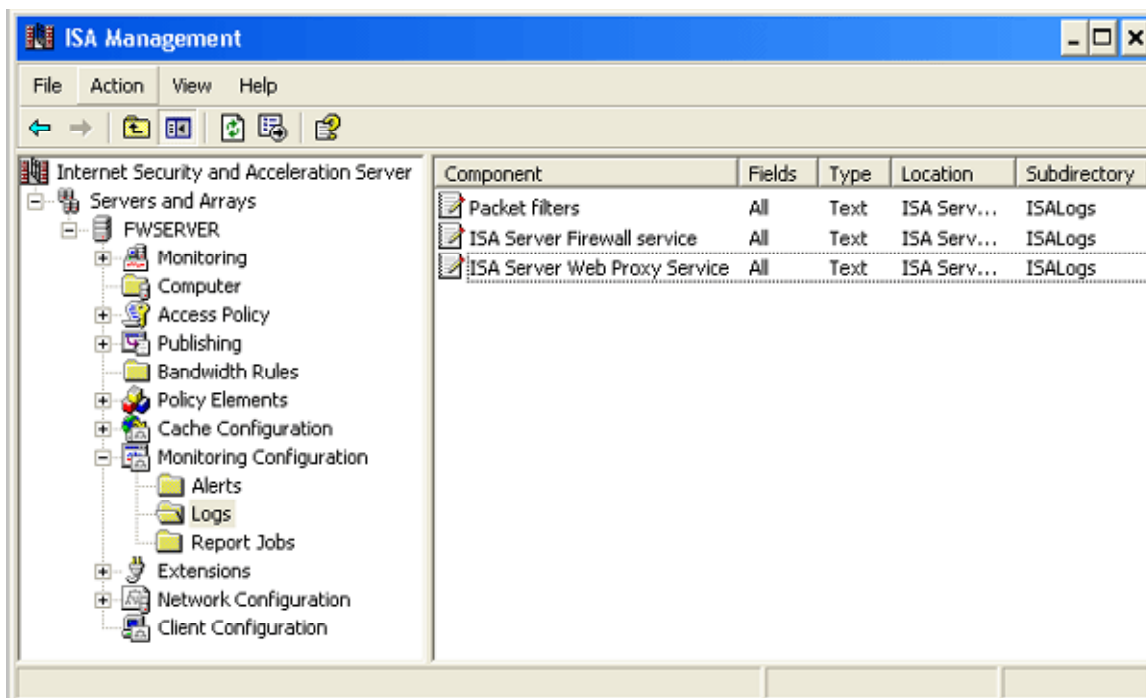 ISA Management
File Action View Help
Internet Security and Acceleration Server
Servers and Arrays
FWSERVER
Monitoring
Computer
Access Policy
Publishing
Bandwidth Rules
Policy Elements
Cache Configuration
Monitoring Configuration
Alerts
Logs
Report Jobs
Extensions
Network Configuration
Client Configuration
Component Fields Type Location Subdirectory
Packet filters All Text ISA Serv... ISALogs
ISA Server Firewall service All Text ISA Serv... ISALogs
ISA Server Web Proxy Service All Text ISA Serv... ISALogs